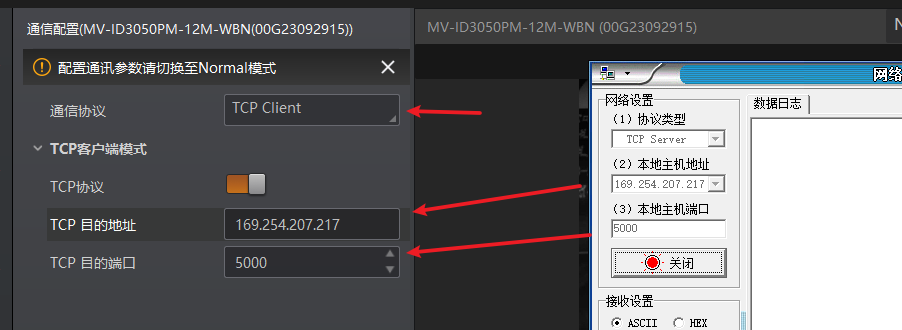 通信配置(MV-ID3050PM-12M-WBN(00G23092915))
配置通讯参数请切换至Normal模式
通信协议
TCP Client
TCP客户端模式
TCP协议
TCP 目的地址
169.254.207.217
TCP 目的端口
5000
MV-ID3050PM-12M-WBN (00G23092915)
N
网络
网络设置
(1) 协议类型
TCP Server
(2) 本地主机地址
169.254.207.217
(3) 本地主机端口
5000
关闭
接收设置
ASCII
HEX
数据日志